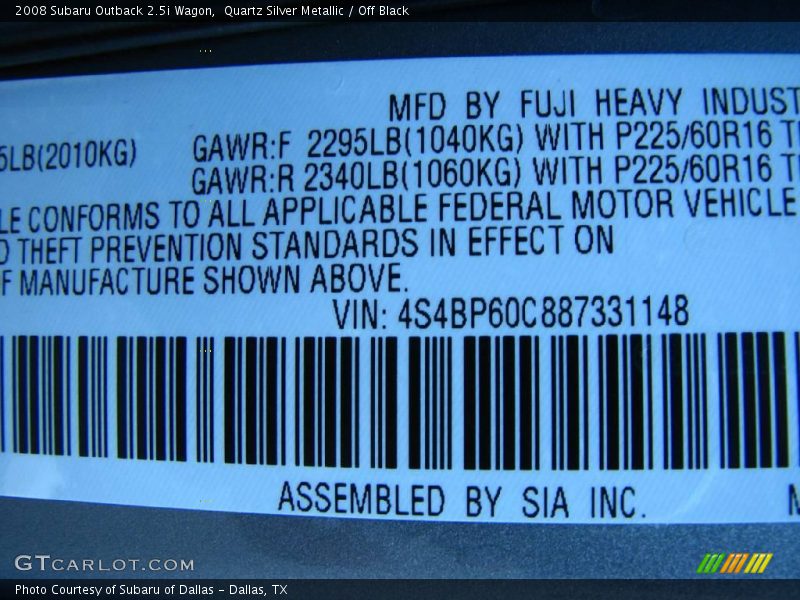 2008 Subaru Outback 2.5i Wagon,  Quartz Silver Metallic / Off Black
MFD BY FUJI HEAVY INDUST
5LB(2010KG) GAWR:F 2295LB(1040KG) WITH P225/60R16 T
GAWR:R 2340LB(1060KG) WITH P225/60R16 T
LE CONFORMS TO ALL APPLICABLE FEDERAL MOTOR VEHICLE
D THEFT PREVENTION STANDARDS IN EFFECT ON
F MANUFACTURE SHOWN ABOVE.
VIN: 4S4BP60C887331148
ASSEMBLED BY SIA INC.
GTCARLOT.COM
Photo Courtesy of Subaru of Dallas – Dallas, TX